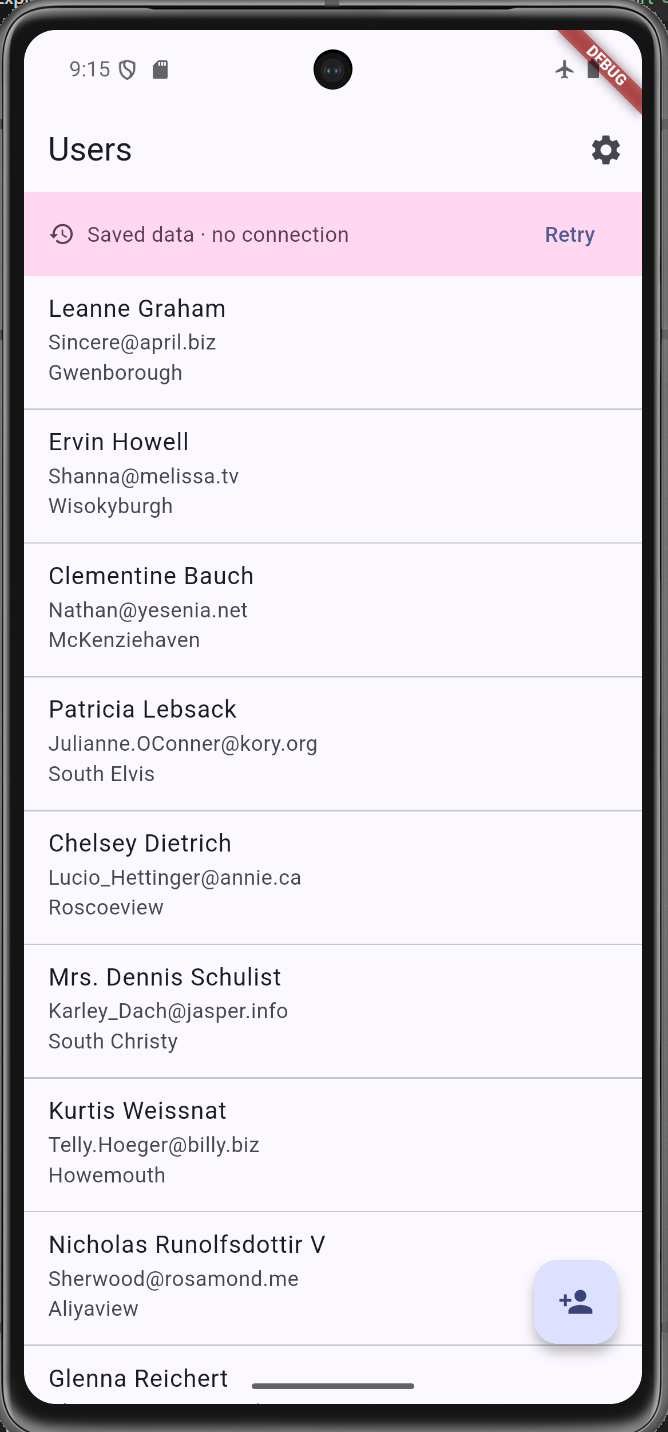 9:15
DEBUG
Users
Saved data · no connection
Retry
Leanne Graham
Sincere@april.biz
Gwenborough
Ervin Howell
Shanna@melissa.tv
Wisokyburgh
Clementine Bauch
Nathan@yesenia.net
McKenziehaven
Patricia Lebsack
Julianne.OConner@kory.org
South Elvis
Chelsey Dietrich
Lucio_Hettinger@annie.ca
Roscoeview
Mrs. Dennis Schulist
Karley_Dach@jasper.info
South Christy
Kurtis Weissnat
Telly.Hoeger@billy.biz
Howemouth
Nicholas Runolfsdottir V
Sherwood@rosamond.me
Aliyaview
Glenna Reichert